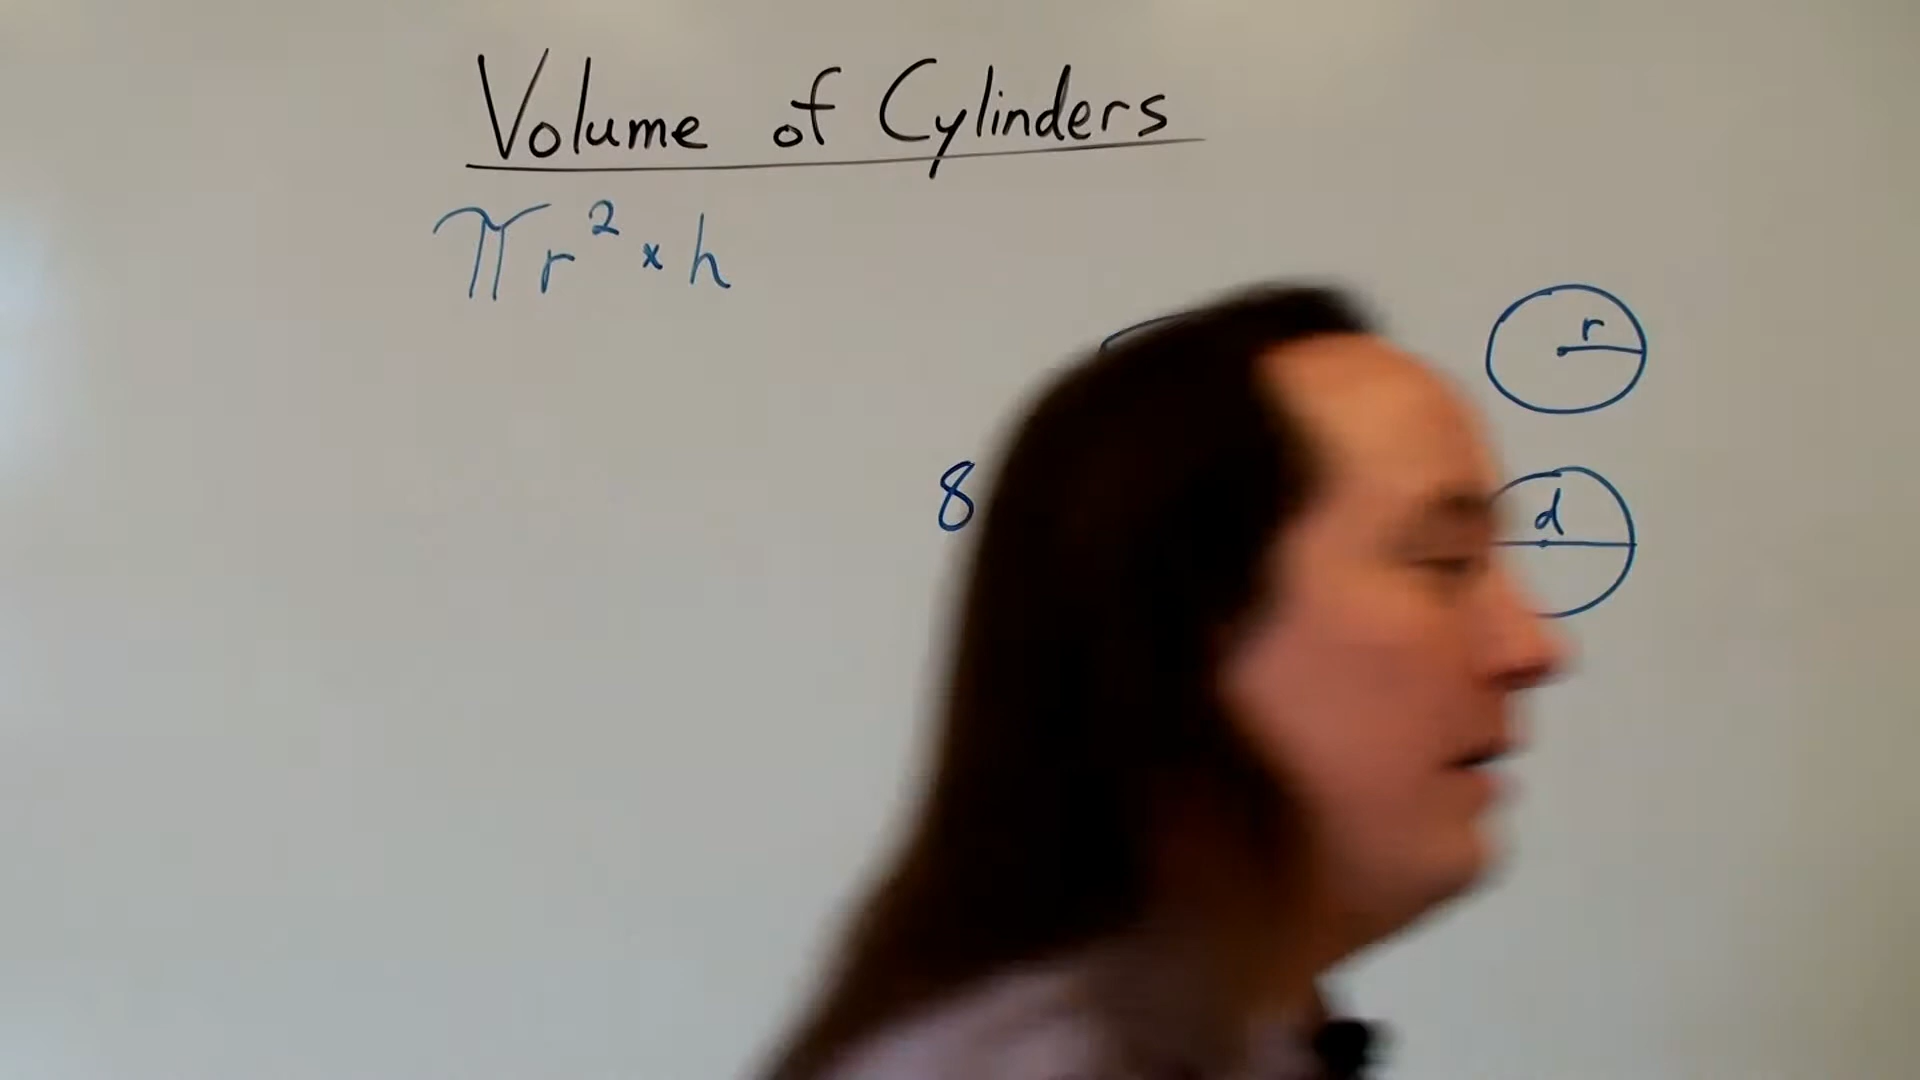 Volume of Cylinders
πr² × h
r
8
d